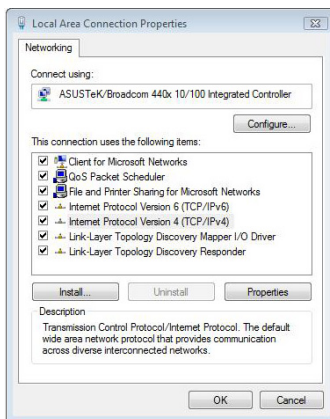 Local Area Connection Properties
Networking
Connect using:
ASUSTeK/Broadcom 440x 10/100 Integrated Controller
Configure...
This connection uses the following items:
Client for Microsoft Networks
QoS Packet Scheduler
File and Printer Sharing for Microsoft Networks
Internet Protocol Version 6 (TCP/IPv6)
Internet Protocol Version 4 (TCP/IPv4)
Link-Layer Topology Discovery Mapper I/O Driver
Link-Layer Topology Discovery Responder
Install... Uninstall Properties
Description
Transmission Control Protocol/Internet Protocol. The default
wide area network protocol that provides communication
across diverse interconnected networks.
OK Cancel